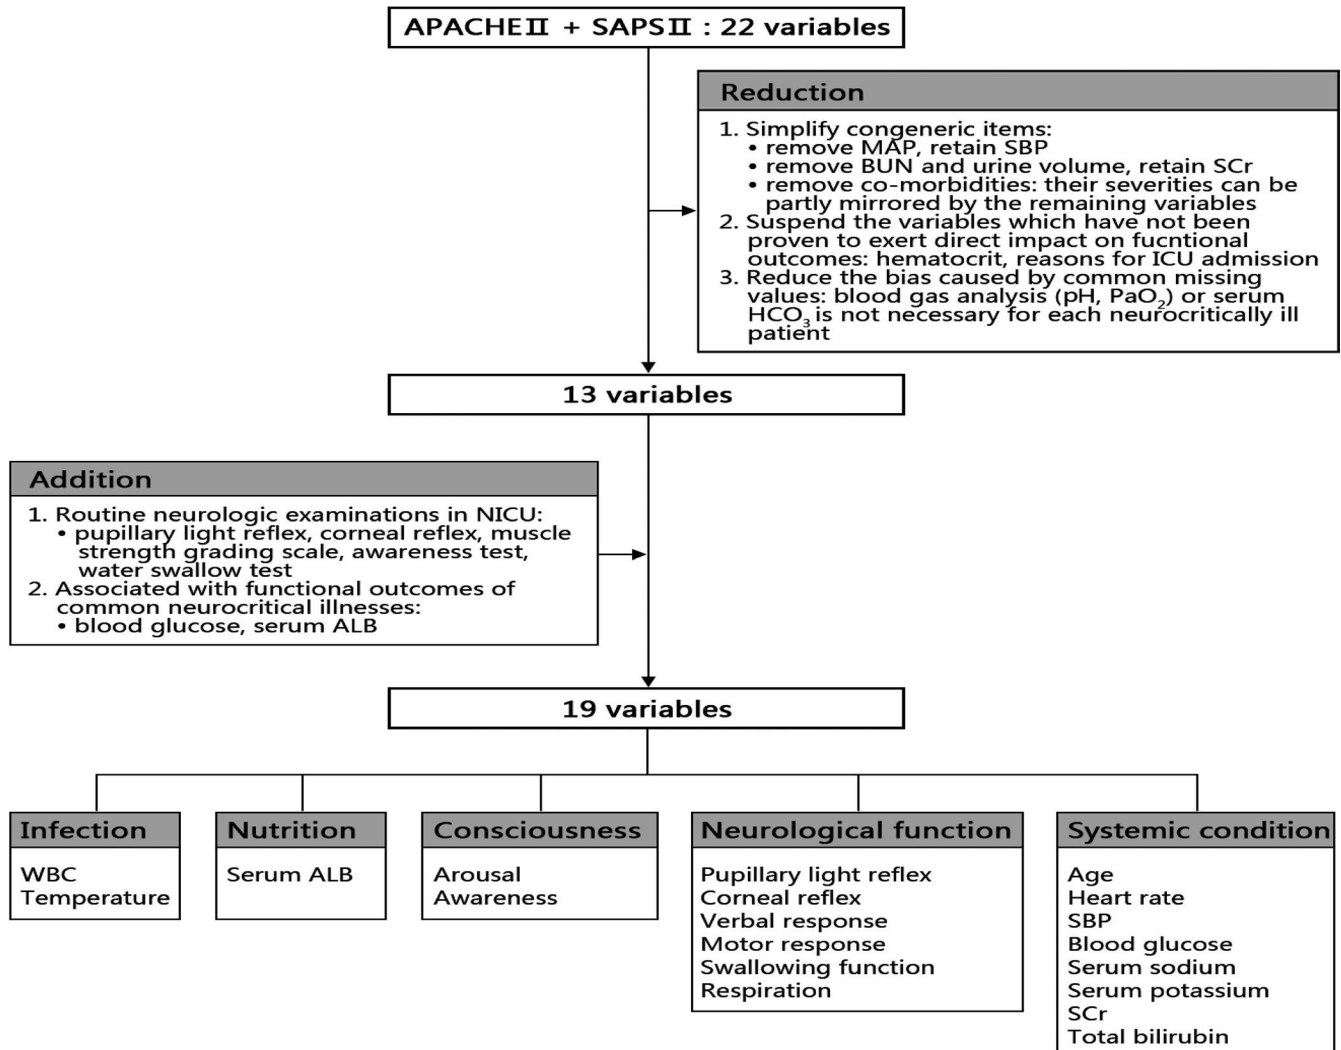 APACHEⅡ + SAPSⅡ : 22 variables
Reduction
1. Simplify congeneric items:
• remove MAP, retain SBP
• remove BUN and urine volume, retain SCr
• remove co-morbidities: their severities can be
partly mirrored by the remaining variables
2. Suspend the variables which have not been
proven to exert direct impact on fucntional
outcomes: hematocrit, reasons for ICU admission
3. Reduce the bias caused by common missing
values: blood gas analysis (pH, PaO₂) or serum
HCO₃ is not necessary for each neurocritically ill
patient
13 variables
Addition
1. Routine neurologic examinations in NICU:
• pupillary light reflex, corneal reflex, muscle
strength grading scale, awareness test,
water swallow test
2. Associated with functional outcomes of
common neurocritical illnesses:
• blood glucose, serum ALB
19 variables
Infection
WBC
Temperature
Nutrition
Serum ALB
Consciousness
Arousal
Awareness
Neurological function
Pupillary light reflex
Corneal reflex
Verbal response
Motor response
Swallowing function
Respiration
Systemic condition
Age
Heart rate
SBP
Blood glucose
Serum sodium
Serum potassium
SCr
Total bilirubin